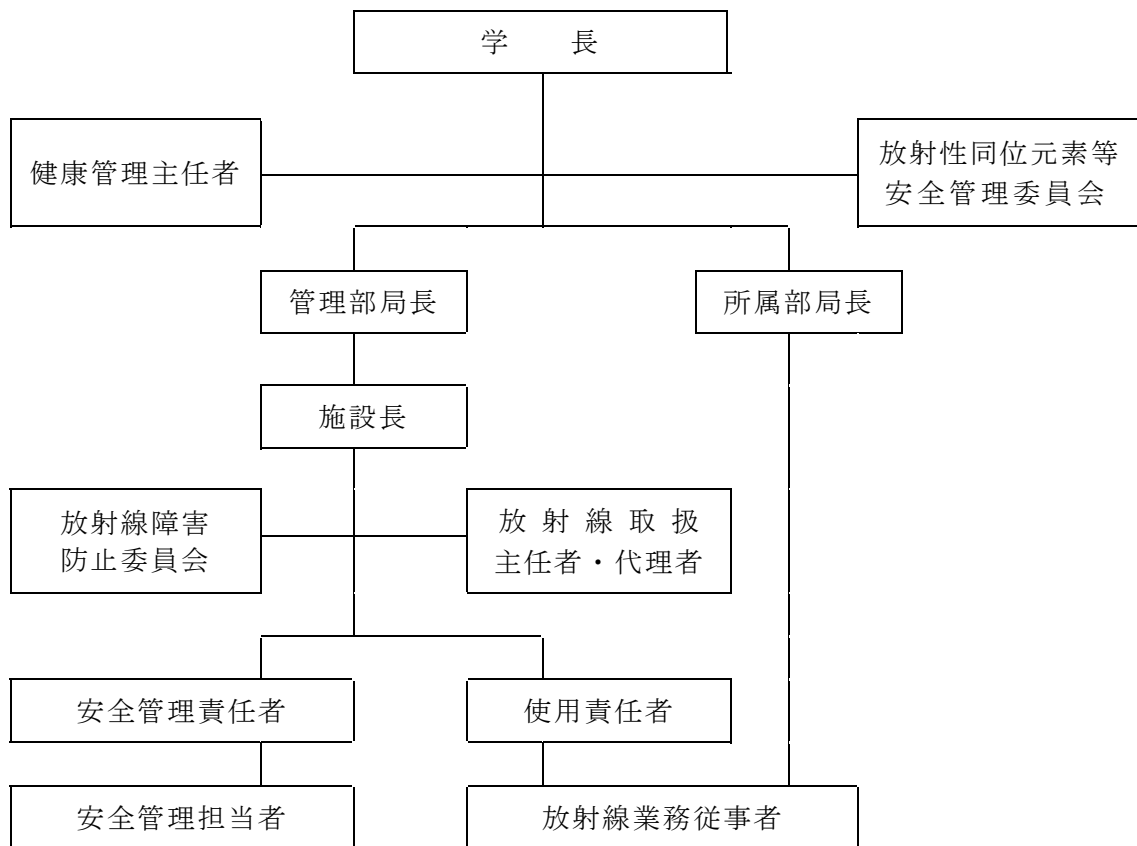 学　　長
健康管理主任者
放射性同位元素等
安全管理委員会
管理部局長
所属部局長
施設長
放射線障害
防止委員会
放射線取扱
主任者・代理者
安全管理責任者
使用責任者
安全管理担当者
放射線業務従事者